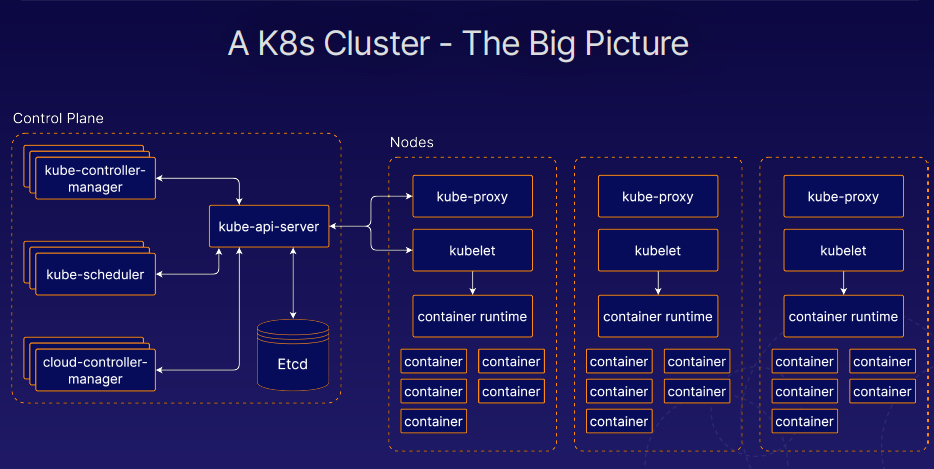 A K8s Cluster - The Big Picture
Control Plane
kube-controller-
manager
kube-api-server
kube-scheduler
cloud-controller-
manager
Etcd
Nodes
kube-proxy
kubelet
container runtime
container container
container container
container
kube-proxy
kubelet
container runtime
container container
container container
container
kube-proxy
kubelet
container runtime
container container
container container
container